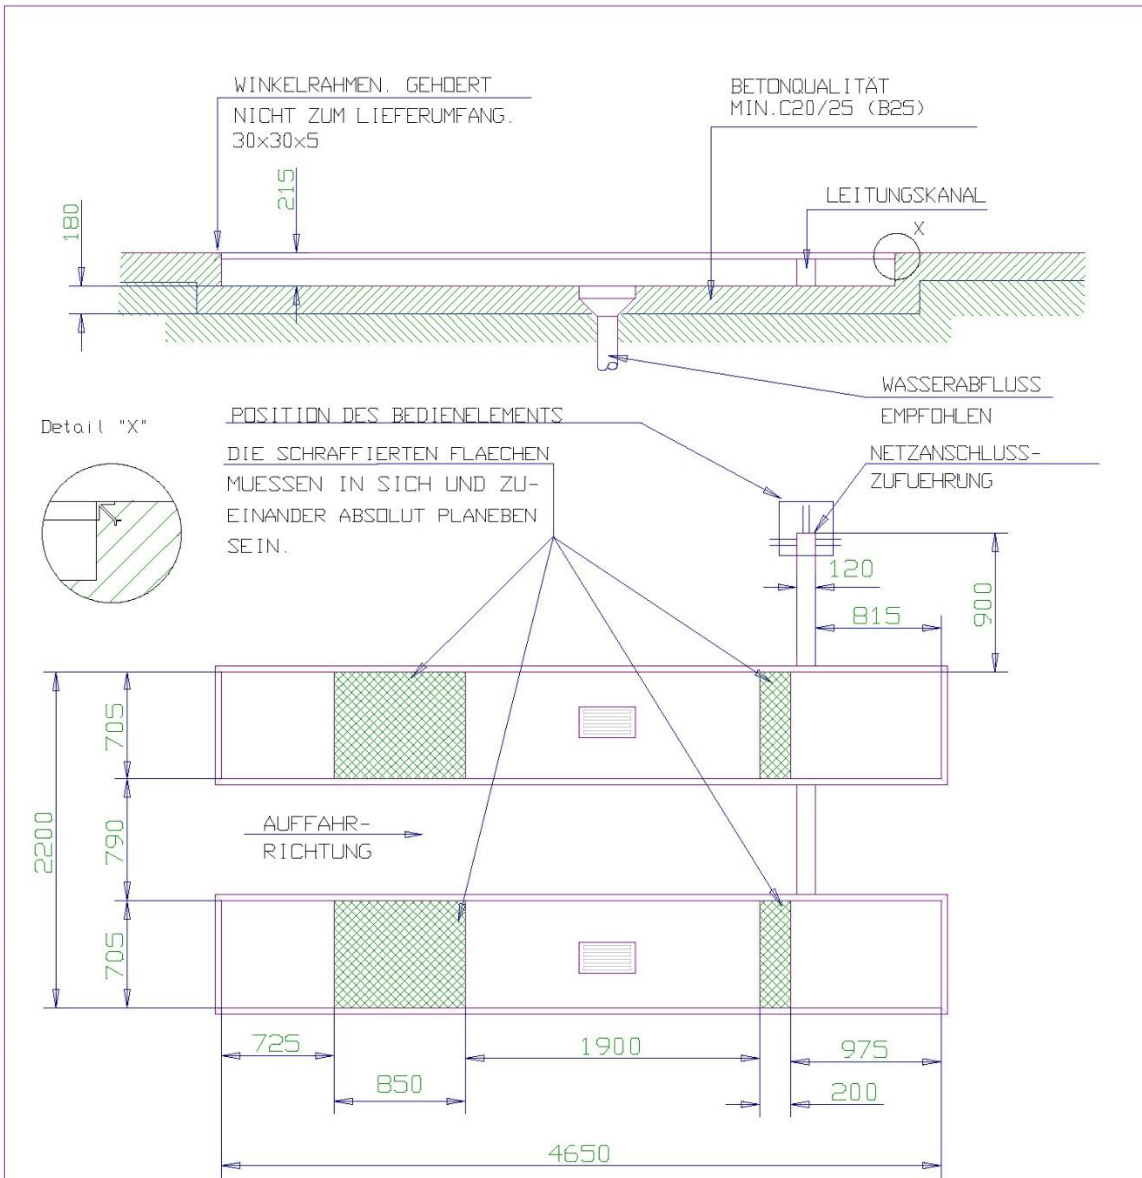 WINKELRAHMEN. GEHOERT
NICHT ZUM LIEFERUMFANG.
30x30x5
BETONQUALITÄT
MIN.C20/25 (B25)
215
180
LEITUNGSKANAL
X
WASSERABFLUSS
EMPFOHLEN
Detail "X"
POSITION DES BEDIENELEMENTS
DIE SCHRAFFIERTEN FLAECHEN
MUESSEN IN SICH UND ZU-
EINANDER ABSOLUT PLANEBEN
SEIN.
NETZANSCHLUSS-
ZUFUEHRUNG
120
815
900
705
790
2200
705
AUFFAHR-
RICHTUNG
725
1900
975
850
200
4650